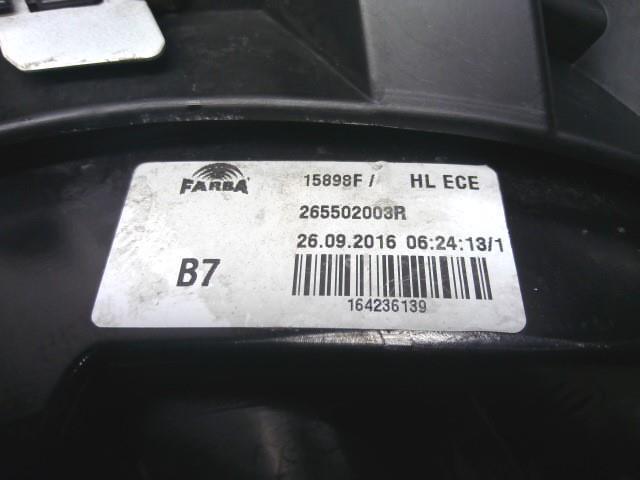 FARBA
15898F / HL ECE
265502003R
26.09.2016 06:24:13/1
B7
164236139